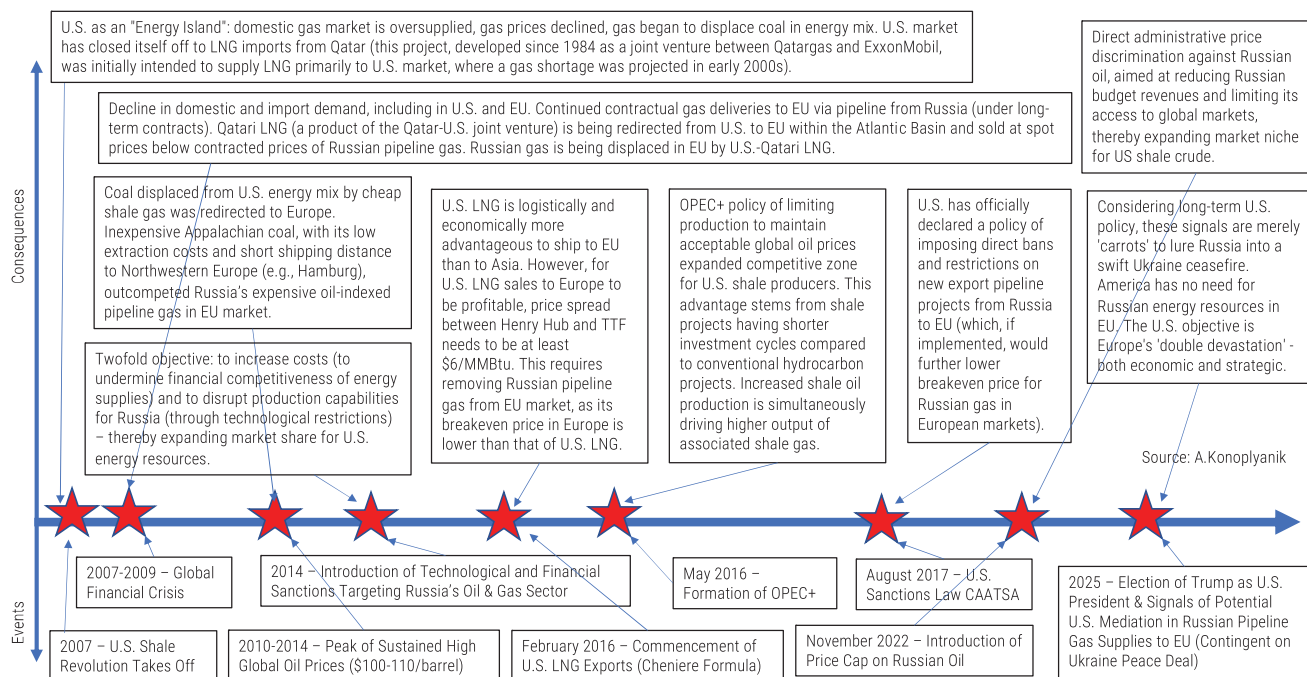 U.S. as an "Energy Island": domestic gas market is oversupplied, gas prices declined, gas began to displace coal in energy mix. U.S. market
has closed itself off to LNG imports from Qatar (this project, developed since 1984 as a joint venture between Qatargas and ExxonMobil,
was initially intended to supply LNG primarily to U.S. market, where a gas shortage was projected in early 2000s).
Direct administrative price
discrimination against Russian
oil, aimed at reducing Russian
budget revenues and limiting its
access to global markets,
thereby expanding market niche
for US shale crude.
Decline in domestic and import demand, including in U.S. and EU. Continued contractual gas deliveries to EU via pipeline from Russia (under long-
term contracts). Qatari LNG (a product of the Qatar-U.S. joint venture) is being redirected from U.S. to EU within the Atlantic Basin and sold at spot
prices below contracted prices of Russian pipeline gas. Russian gas is being displaced in EU by U.S.-Qatari LNG.
Consequences
Coal displaced from U.S. energy mix by cheap
shale gas was redirected to Europe.
Inexpensive Appalachian coal, with its low
extraction costs and short shipping distance
to Northwestern Europe (e.g., Hamburg),
outcompeted Russia's expensive oil-indexed
pipeline gas in EU market.
Twofold objective: to increase costs (to
undermine financial competitiveness of energy
supplies) and to disrupt production capabilities
for Russia (through technological restrictions)
– thereby expanding market share for U.S.
energy resources.
U.S. LNG is logistically and
economically more
advantageous to ship to EU
than to Asia. However, for
U.S. LNG sales to Europe to
be profitable, price spread
between Henry Hub and TTF
needs to be at least
$6/MMBtu. This requires
removing Russian pipeline
gas from EU market, as its
breakeven price in Europe is
lower than that of U.S. LNG.
OPEC+ policy of limiting
production to maintain
acceptable global oil prices
expanded competitive zone
for U.S. shale producers. This
advantage stems from shale
projects having shorter
investment cycles compared
to conventional hydrocarbon
projects. Increased shale oil
production is simultaneously
driving higher output of
associated shale gas.
U.S. has officially
declared a policy of
imposing direct bans
and restrictions on
new export pipeline
projects from Russia
to EU (which, if
implemented, would
further lower
breakeven price for
Russian gas in
European markets).
Considering long-term U.S.
policy, these signals are merely
'carrots' to lure Russia into a
swift Ukraine ceasefire.
America has no need for
Russian energy resources in
EU. The U.S. objective is
Europe's 'double devastation' -
both economic and strategic.
Source: A.Konoplyanik
Events
2007-2009 – Global
Financial Crisis
2014 – Introduction of Technological and Financial
Sanctions Targeting Russia's Oil & Gas Sector
May 2016 –
Formation of OPEC+
August 2017 – U.S.
Sanctions Law CAATSA
2025 – Election of Trump as U.S.
President & Signals of Potential
U.S. Mediation in Russian Pipeline
Gas Supplies to EU (Contingent on
Ukraine Peace Deal)
2007 – U.S. Shale
Revolution Takes Off
2010-2014 – Peak of Sustained High
Global Oil Prices ($100-110/barrel)
February 2016 – Commencement of
U.S. LNG Exports (Cheniere Formula)
November 2022 – Introduction of
Price Cap on Russian Oil